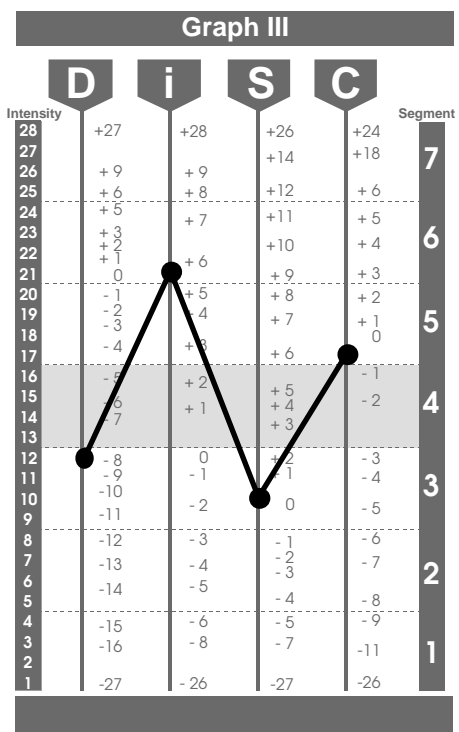 Graph III
D i S C
Intensity Segment
28 +27 +28 +26 +24
27 +14 +18 7
26 + 9 + 9
25 + 6 + 8 +12 + 6
24 + 5 + 7 +11 + 5
23 + 3 6
+ 2 +10 + 4
22 + 1 + 6
21 0 + 9 + 3
20 - 1 + 5 + 8 + 2
19 - 2 + 4
- 3 + 7 + 1 5
18 0
17 - 4 + 3 + 6
16 - 5 + 2 - 1
15 + 5
- 6 + 1 + 4 - 2 4
14 - 7 + 3
13
12 - 8 0 + 2 - 3
11 - 9 - 1 + 1 - 4 3
10 -10 - 2 0
9 -11 - 5
8 -12 - 3 - 1 - 6
7 -13 - 4 - 2 - 7
- 3 2
6 -14 - 5
5 - 4 - 8
4 -15 - 6 - 5 - 9
3 -16 - 8 - 7 -11 1
2
1 -27 - 26 -27 -26